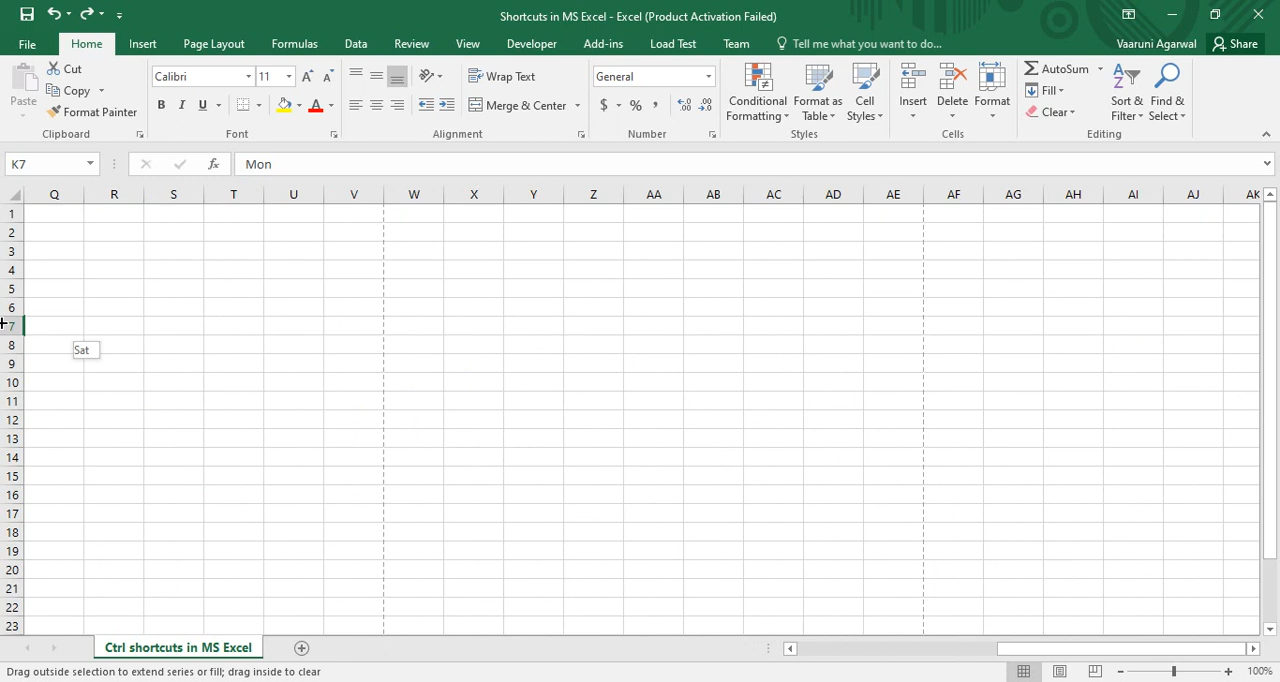 Shortcuts in MS Excel - Excel (Product Activation Failed)
File Home Insert Page Layout Formulas Data Review View Developer Add-ins Load Test Team Tell me what you want to do... Vaaruni Agarwal Share
Paste
Cut
Copy
Format Painter
Clipboard
Calibri 11
B I U
Font
Wrap Text
Merge & Center
Alignment
General
$ % ,
Number
Conditional Formatting
Format as Table
Cell Styles
Styles
Insert
Delete
Format
Cells
AutoSum
Fill
Clear
Sort & Filter
Find & Select
Editing
K7 fx Mon
Q R S T U V W X Y Z AA AB AC AD AE AF AG AH AI AJ AK
1
2
3
4
5
6
7
8
Sat
9
10
11
12
13
14
15
16
17
18
19
20
21
22
23
Ctrl shortcuts in MS Excel
Drag outside selection to extend series or fill; drag inside to clear
100%